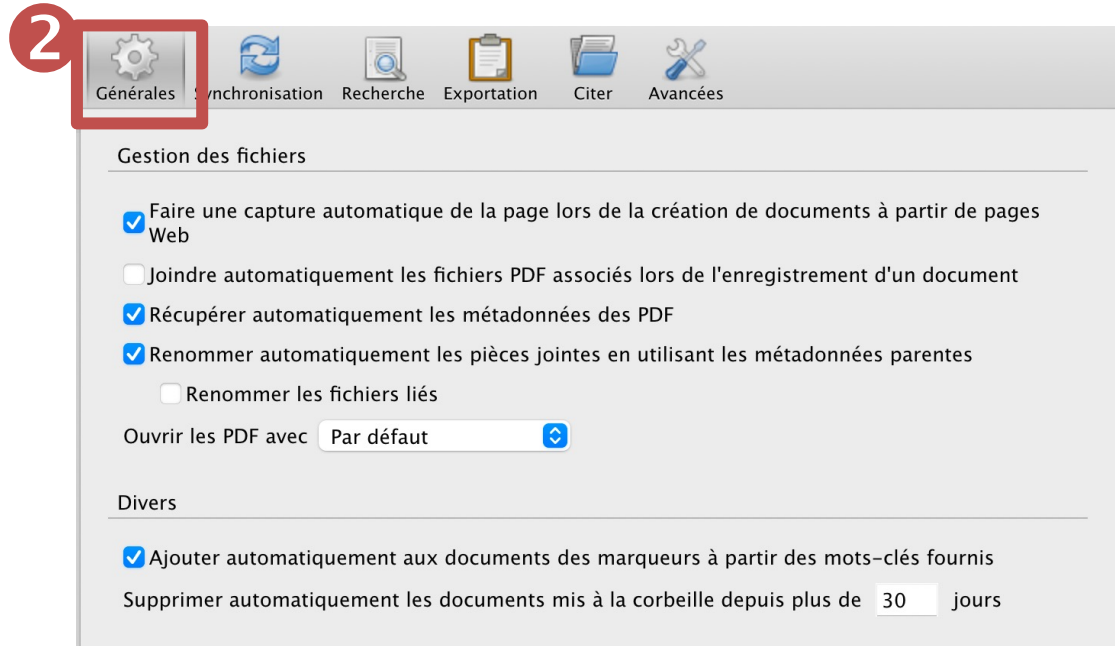 2
Générales Synchronisation Recherche Exportation Citer Avancées
Gestion des fichiers
Faire une capture automatique de la page lors de la création de documents à partir de pages
Web
Joindre automatiquement les fichiers PDF associés lors de l'enregistrement d'un document
Récupérer automatiquement les métadonnées des PDF
Renommer automatiquement les pièces jointes en utilisant les métadonnées parentes
Renommer les fichiers liés
Ouvrir les PDF avec Par défaut
Divers
Ajouter automatiquement aux documents des marqueurs à partir des mots-clés fournis
Supprimer automatiquement les documents mis à la corbeille depuis plus de 30 jours